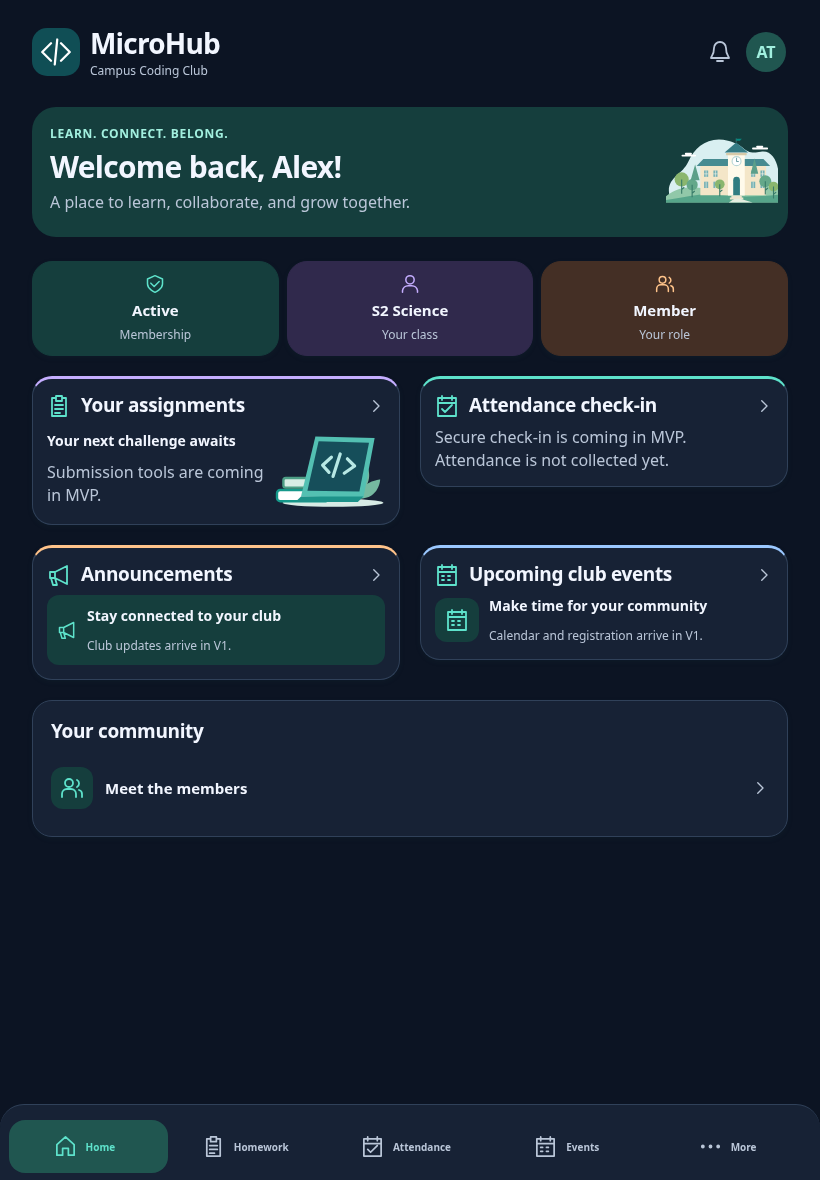 MicroHub
Campus Coding Club
AT
LEARN. CONNECT. BELONG.
Welcome back, Alex!
A place to learn, collaborate, and grow together.
Active
Membership
S2 Science
Your class
Member
Your role
Your assignments
Your next challenge awaits
Submission tools are coming
in MVP.
Attendance check-in
Secure check-in is coming in MVP.
Attendance is not collected yet.
Announcements
Stay connected to your club
Club updates arrive in V1.
Upcoming club events
Make time for your community
Calendar and registration arrive in V1.
Your community
Meet the members
Home
Homework
Attendance
Events
More